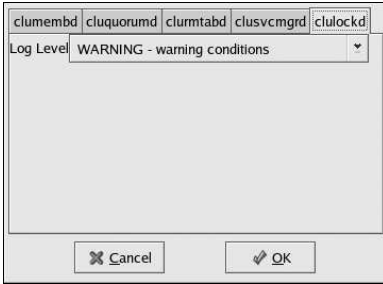 clumembd cluquorumd clurmtabd clusvcmgrd clulockd
Log Level WARNING - warning conditions
Cancel OK